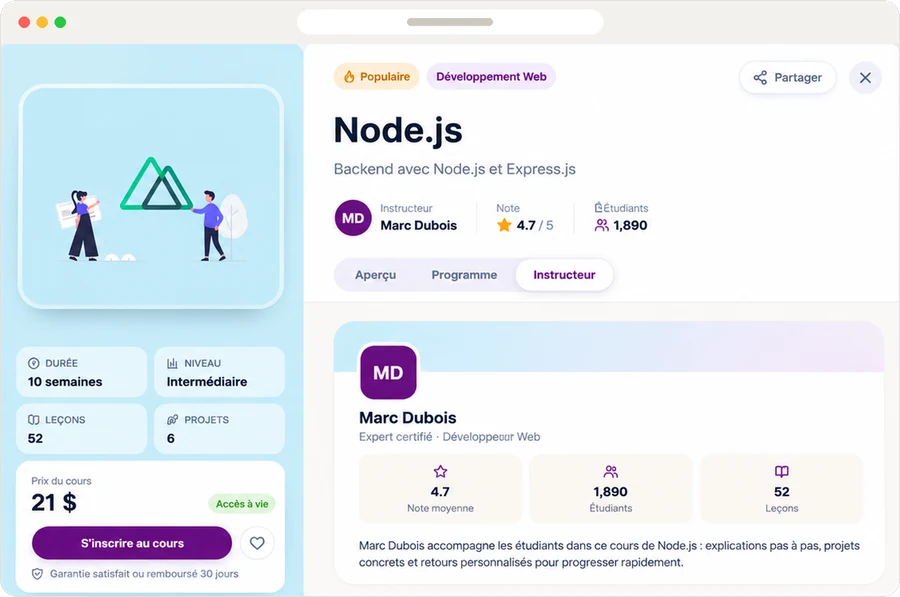 Populaire
Développement Web
Partager
Node.js
Backend avec Node.js et Express.js
MD
Instructeur
Marc Dubois
Note
4.7 / 5
Étudiants
1,890
Aperçu
Programme
Instructeur
DURÉE
10 semaines
NIVEAU
Intermédiaire
LEÇONS
52
PROJETS
6
Prix du cours
21 $
Accès à vie
S'inscrire au cours
Garantie satisfait ou remboursé 30 jours
MD
Marc Dubois
Expert certifié · Développeur Web
4.7
Note moyenne
1,890
Étudiants
52
Leçons
Marc Dubois accompagne les étudiants dans ce cours de Node.js : explications pas à pas, projets
concrets et retours personnalisés pour progresser rapidement.